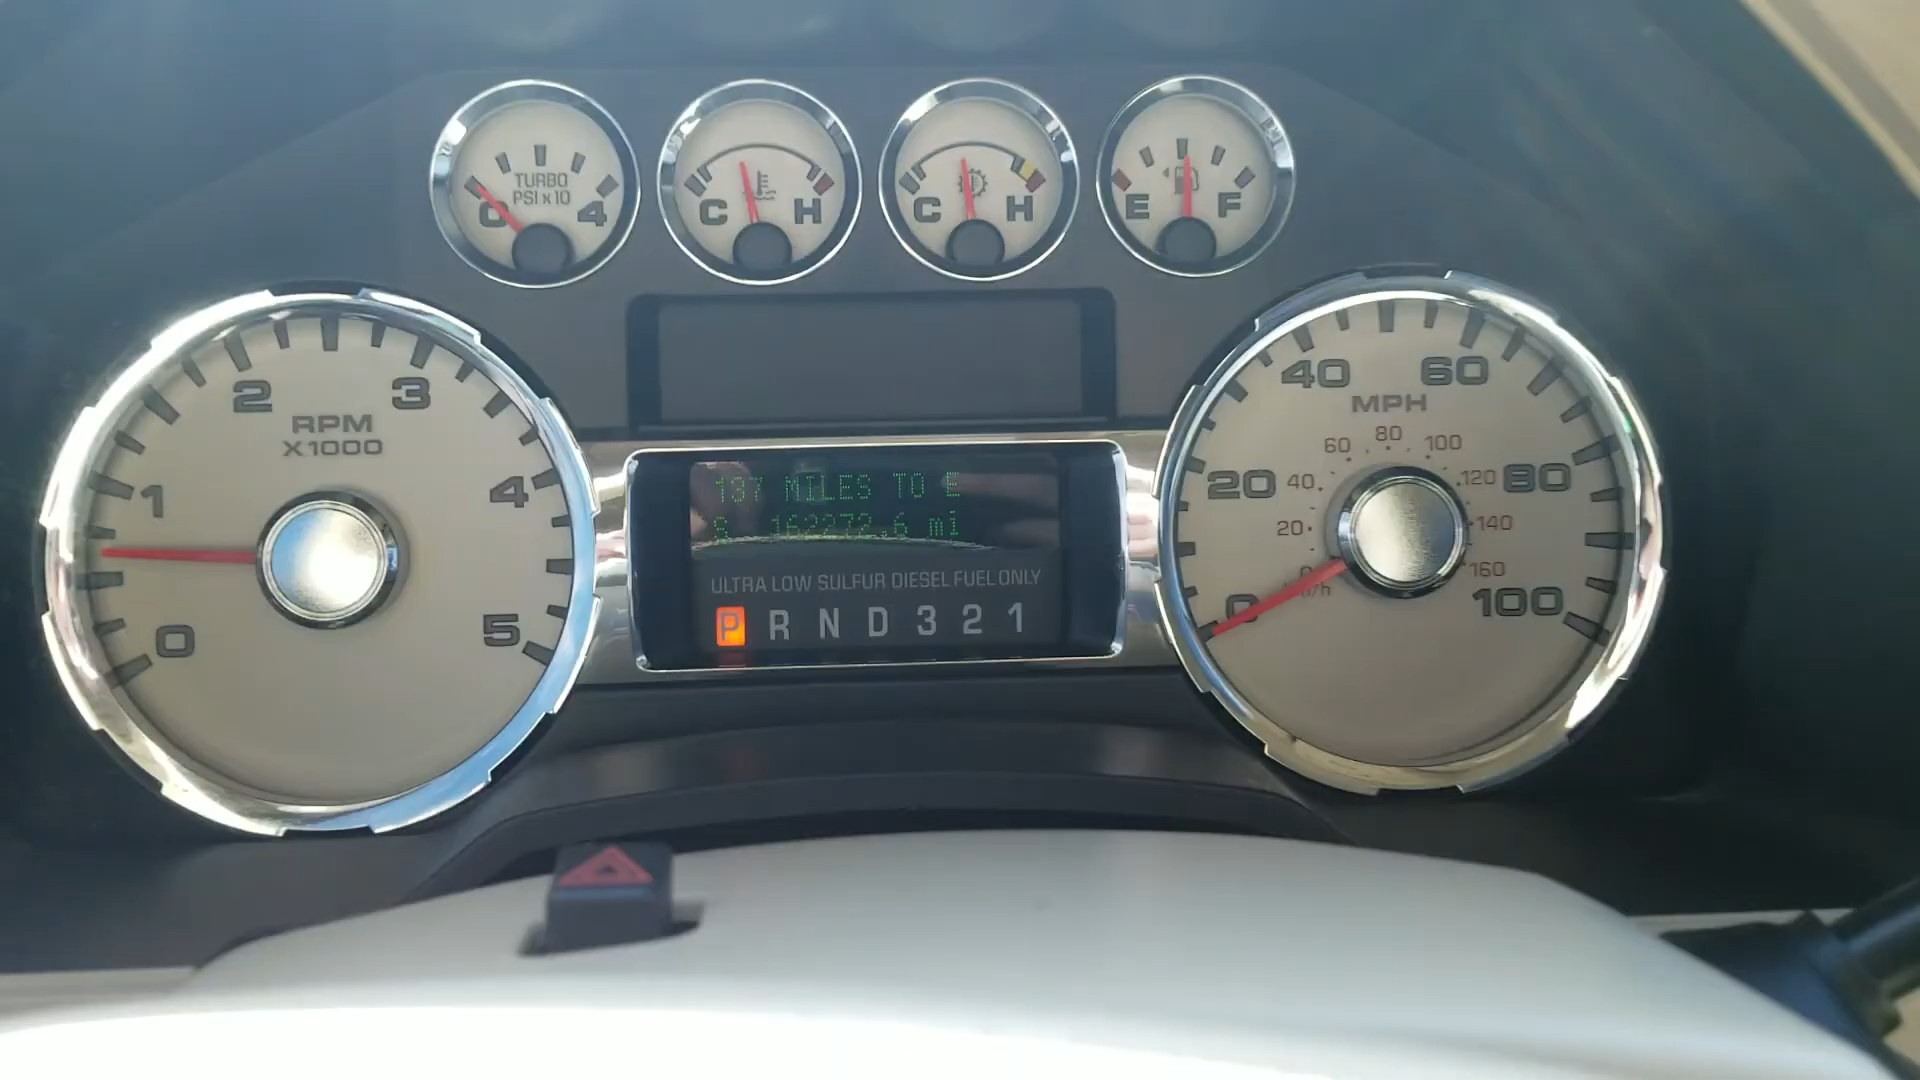 TURBO
PSI x 10
0 4
C H
C H
E F
RPM
X1000
0 1 2 3 4 5
137 MILES TO E
162272.6 mi
ULTRA LOW SULFUR DIESEL FUEL ONLY
P R N D 3 2 1
MPH
0 20 40 60 80 100
20 40 60 80 100 120 140 160